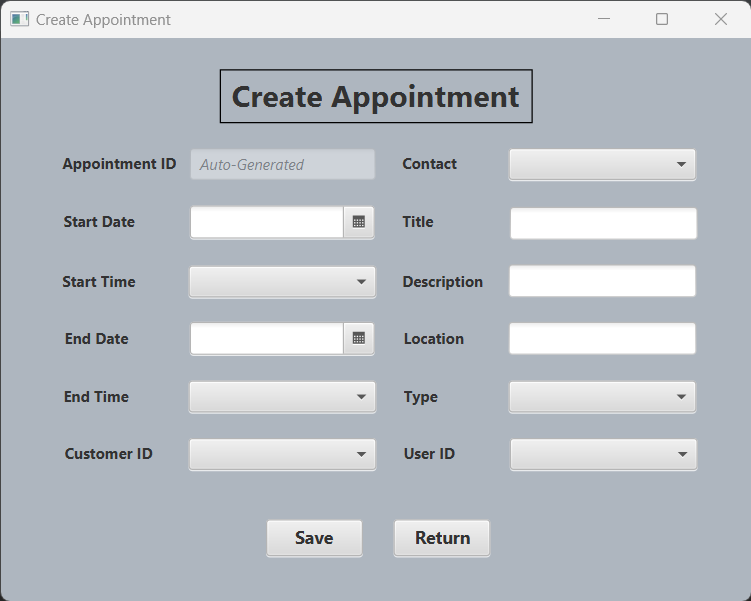 Create Appointment
Create Appointment
Appointment ID Auto-Generated Contact
Start Date Title
Start Time Description
End Date Location
End Time Type
Customer ID User ID
Save Return